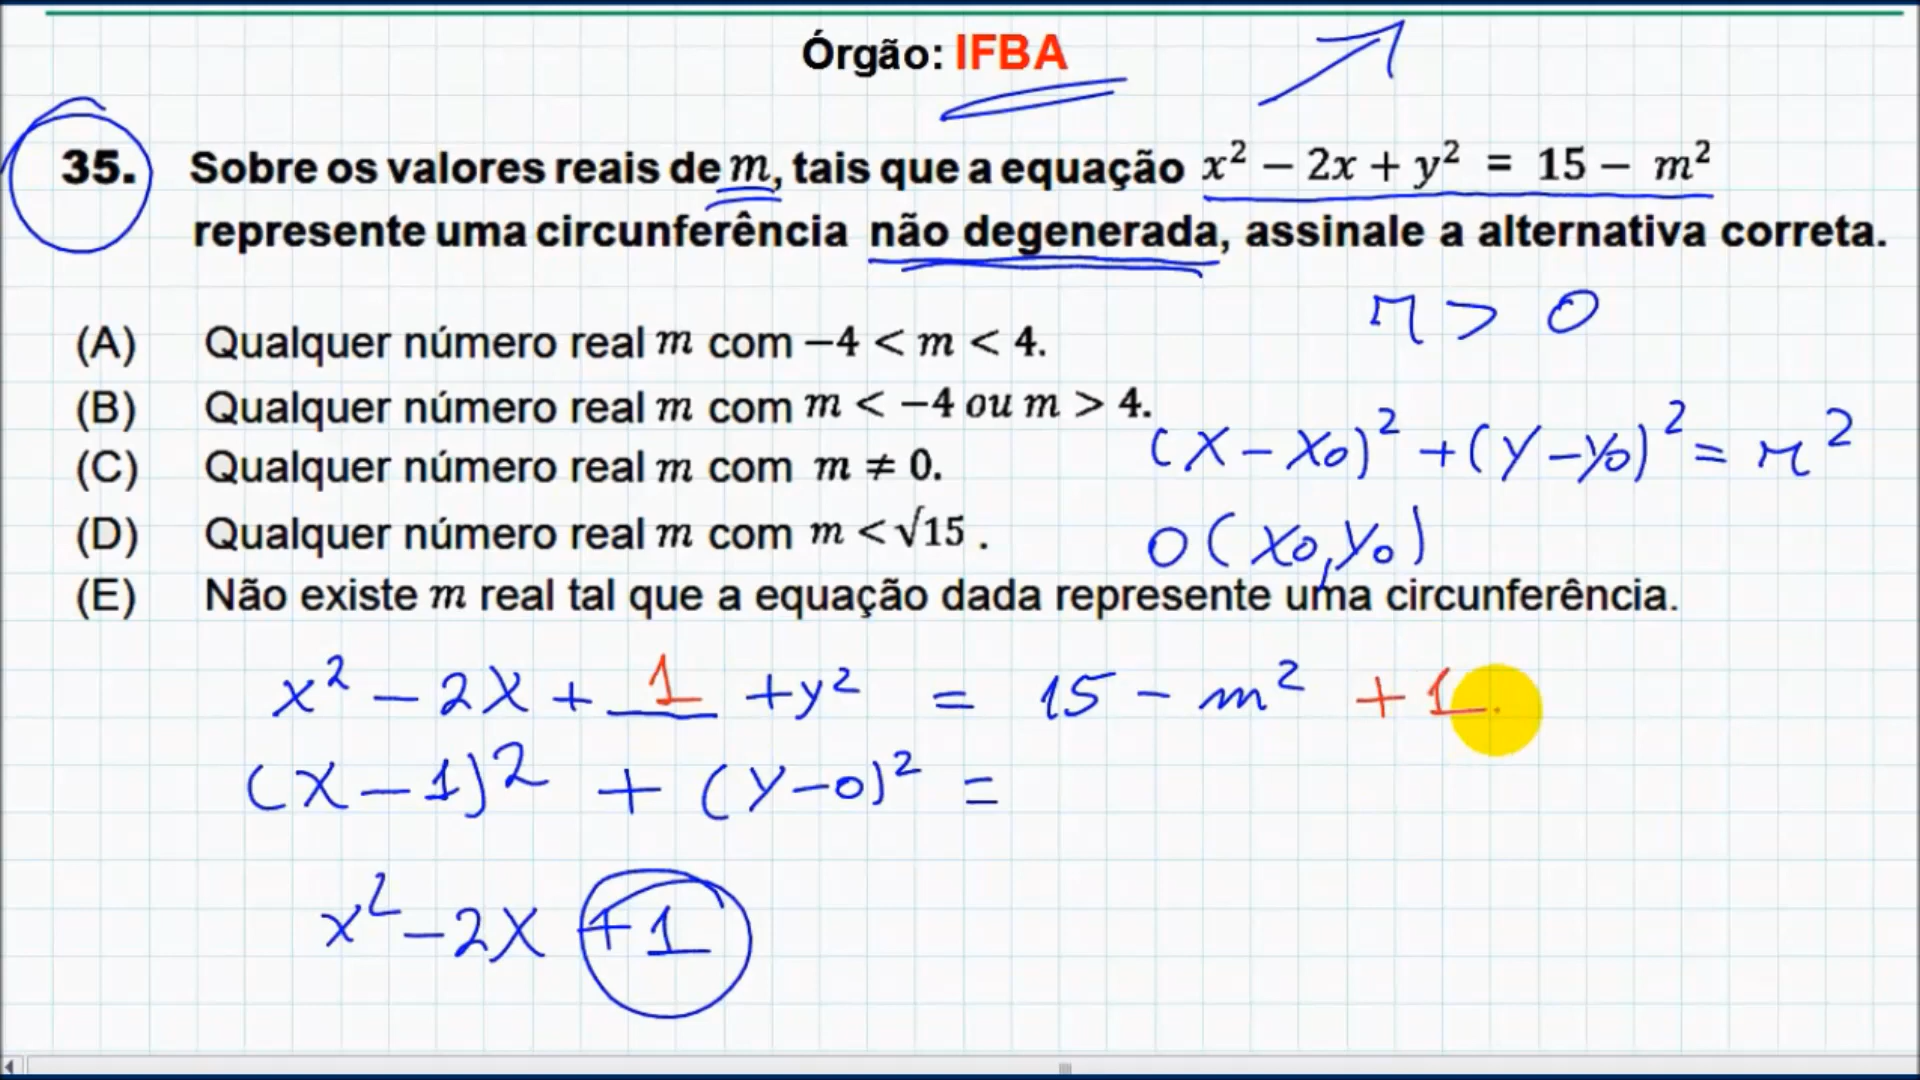 Órgão: IFBA
35. Sobre os valores reais de m, tais que a equação x² − 2x + y² = 15 − m²
represente uma circunferência não degenerada, assinale a alternativa correta.
r > 0
(A) Qualquer número real m com −4 < m < 4.
(B) Qualquer número real m com m < −4 ou m > 4.
(x − x0)² + (y − y0)² = r²
(C) Qualquer número real m com m ≠ 0.
(D) Qualquer número real m com m < √15 .
O(x0, y0)
(E) Não existe m real tal que a equação dada represente uma circunferência.
x² − 2x + 1 + y² = 15 − m² + 1
(x − 1)² + (y − 0)² =
x² − 2x + 1